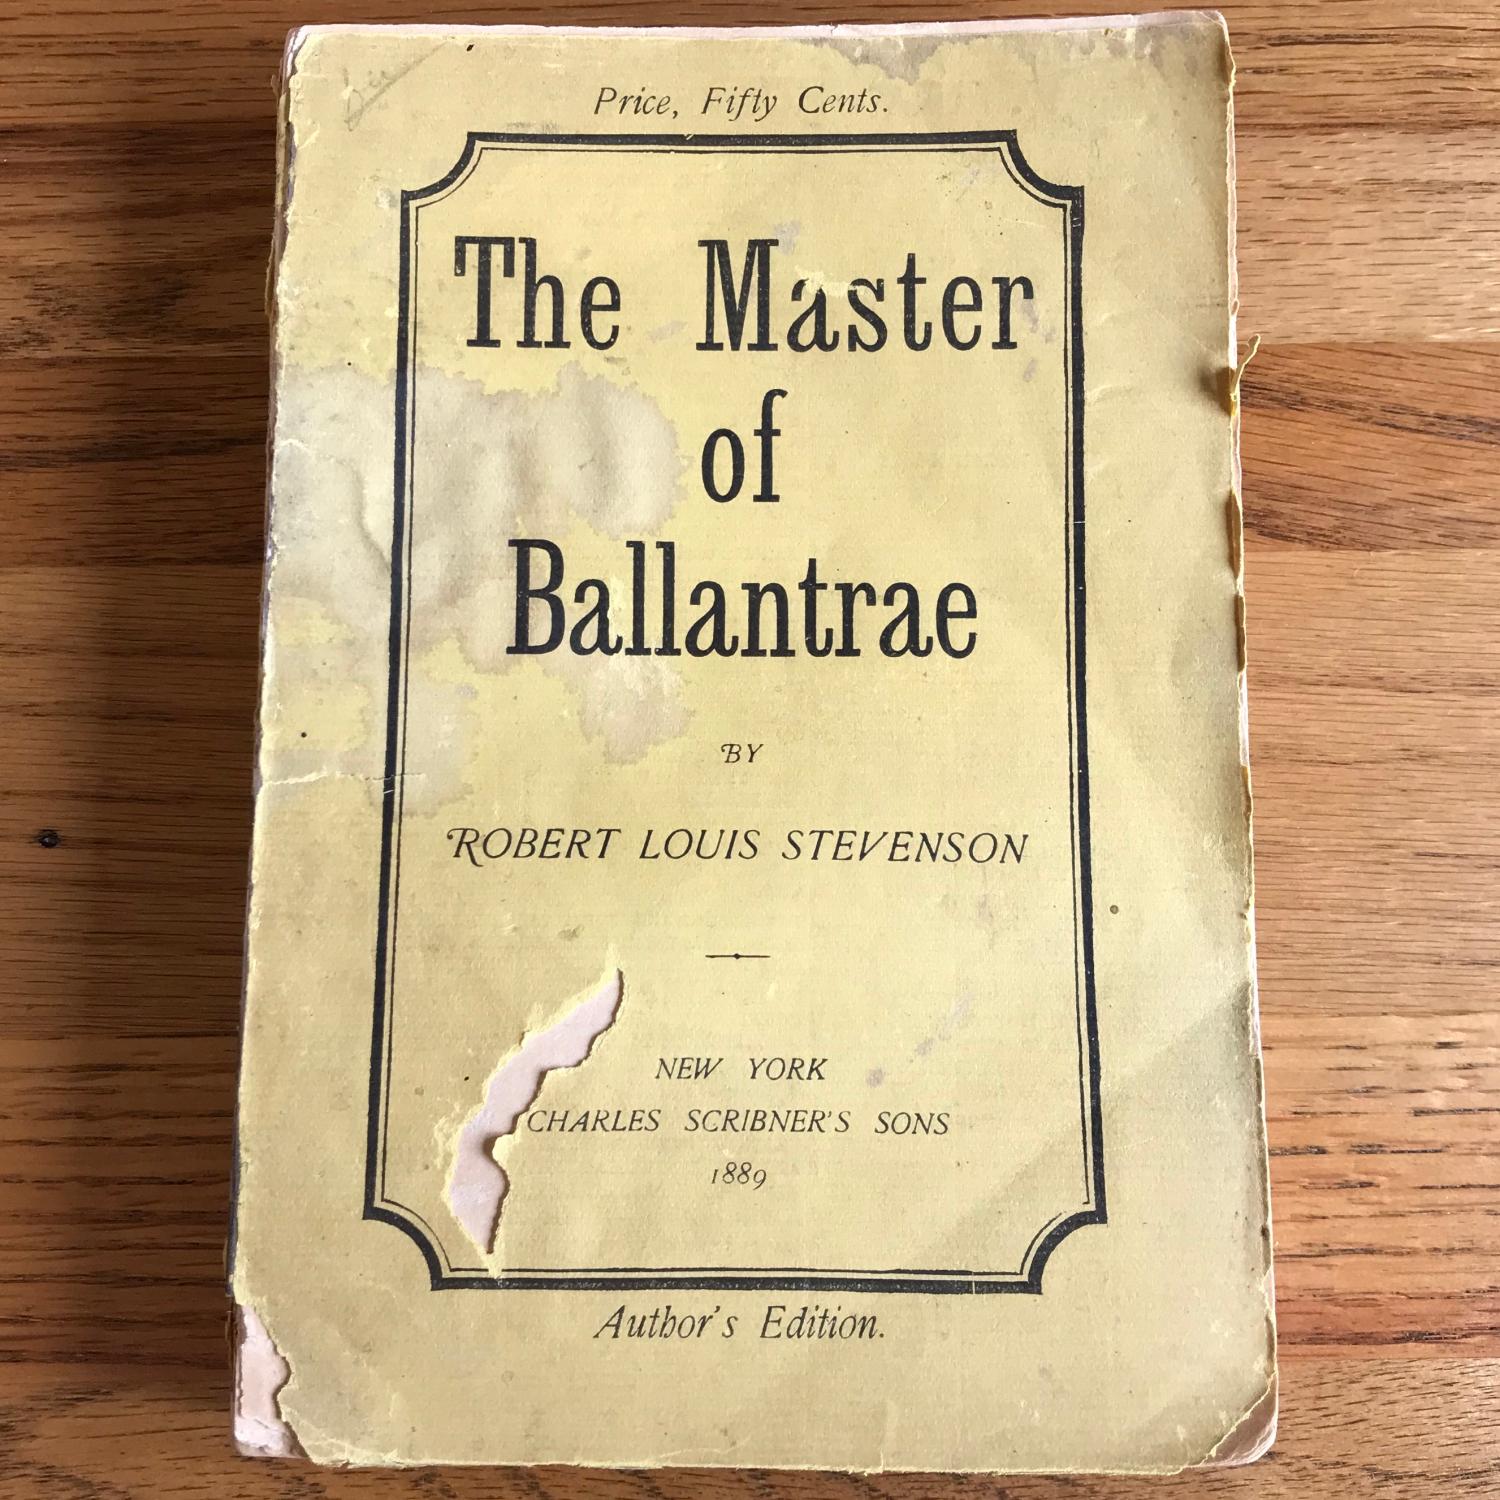 Price, Fifty Cents.
The Master
of
Ballantrae
BY
ROBERT LOUIS STEVENSON
NEW YORK
CHARLES SCRIBNER'S SONS
1889
Author's Edition.